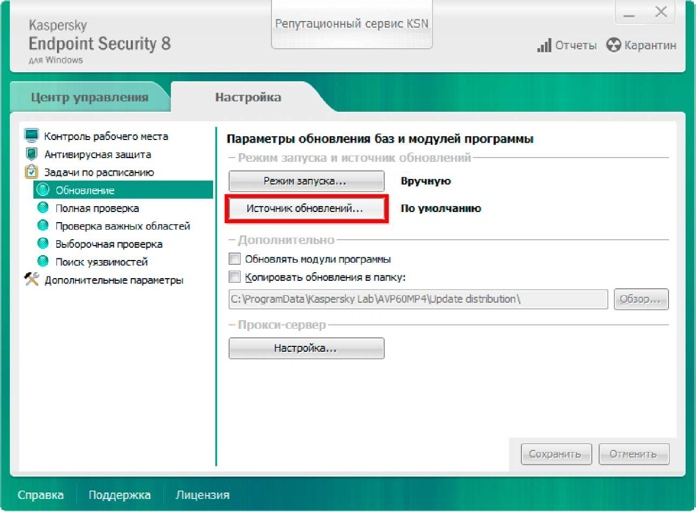 Kaspersky
Endpoint Security 8
для Windows
Репутационный сервис KSN
Отчеты
Карантин
Центр управления
Настройка
Контроль рабочего места
Антивирусная защита
Задачи по расписанию
Обновление
Полная проверка
Проверка важных областей
Выборочная проверка
Поиск уязвимостей
Дополнительные параметры
Параметры обновления баз и модулей программы
Режим запуска и источник обновлений
Режим запуска... Вручную
Источник обновлений... По умолчанию
Дополнительно
Обновлять модули программы
Копировать обновления в папку:
C:\ProgramData\Kaspersky Lab\AVP60MP4\Update distribution\ Обзор...
Прокси-сервер
Настройка...
Сохранить Отменить
Справка Поддержка Лицензия